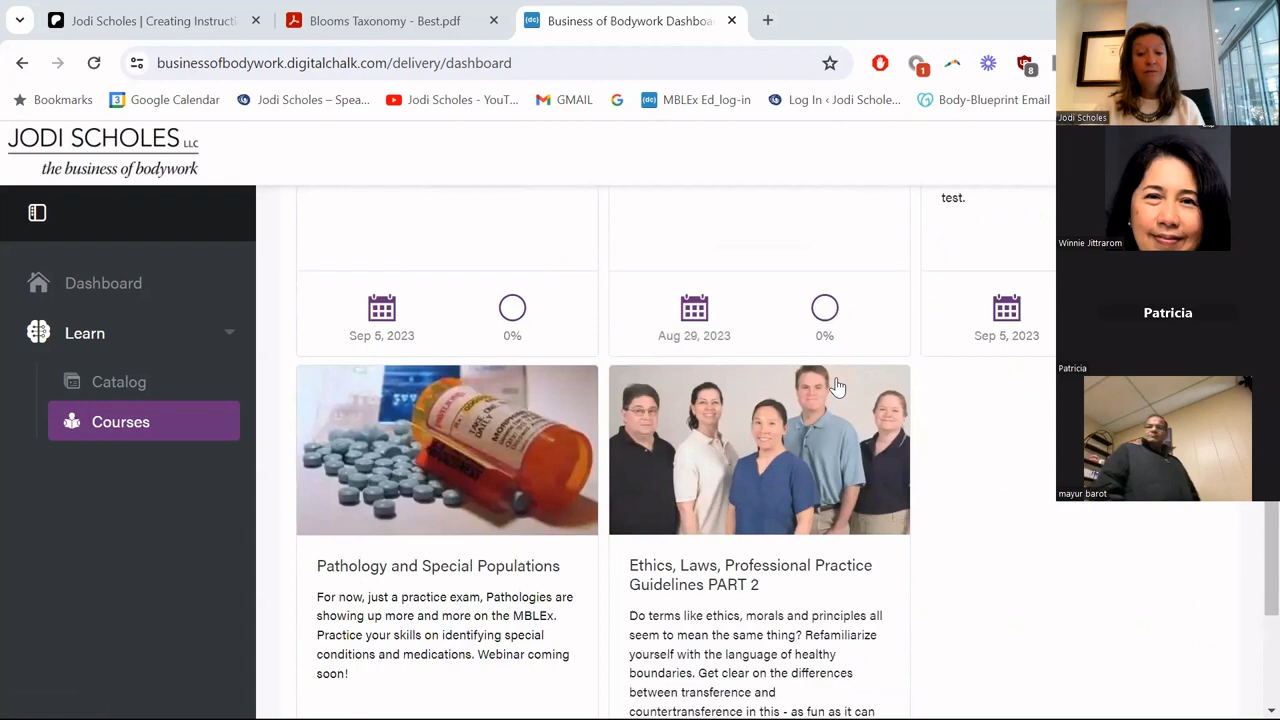 Jodi Scholes | Creating Instructi
Blooms Taxonomy - Best.pdf
Business of Bodywork Dashboa
businessofbodywork.digitalchalk.com/delivery/dashboard
1
8
Bookmarks
Google Calendar
Jodi Scholes – Spea...
Jodi Scholes - YouT...
GMAIL
MBLEx Ed_log-in
Log In ‹ Jodi Schole...
Body-Blueprint Email
JODI SCHOLES LLC
the business of bodywork
Dashboard
Learn
Catalog
Courses
test.
Sep 5, 2023
0%
Aug 29, 2023
0%
Sep 5, 2023
Pathology and Special Populations
For now, just a practice exam, Pathologies are
showing up more and more on the MBLEx.
Practice your skills on identifying special
conditions and medications. Webinar coming
soon!
Ethics, Laws, Professional Practice
Guidelines PART 2
Do terms like ethics, morals and principles all
seem to mean the same thing? Refamiliarize
yourself with the language of healthy
boundaries. Get clear on the differences
between transference and
countertransference in this - as fun as it can
Jodi Scholes
Winnie Jittrarom
Patricia
Patricia
mayur barot